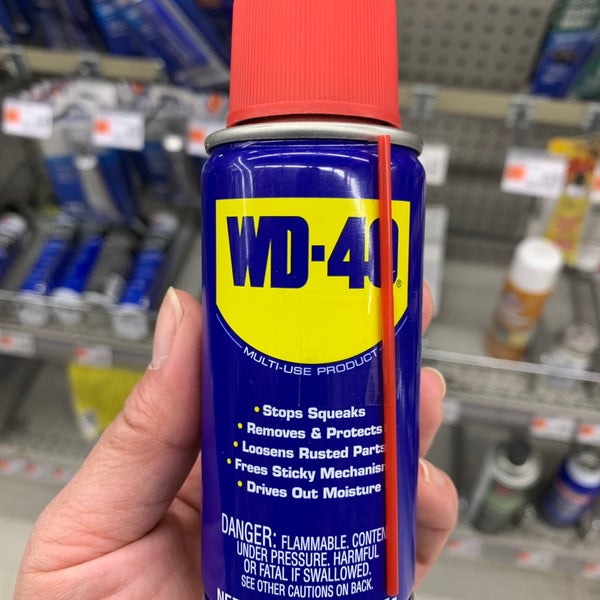 WD-40
®
MULTI-USE PRODUCT
• Stops Squeaks
• Removes & Protects
• Loosens Rusted Parts
• Frees Sticky Mechanism
• Drives Out Moisture
DANGER: FLAMMABLE. CONTEN
UNDER PRESSURE. HARMFUL
OR FATAL IF SWALLOWED.
SEE OTHER CAUTIONS ON BACK.